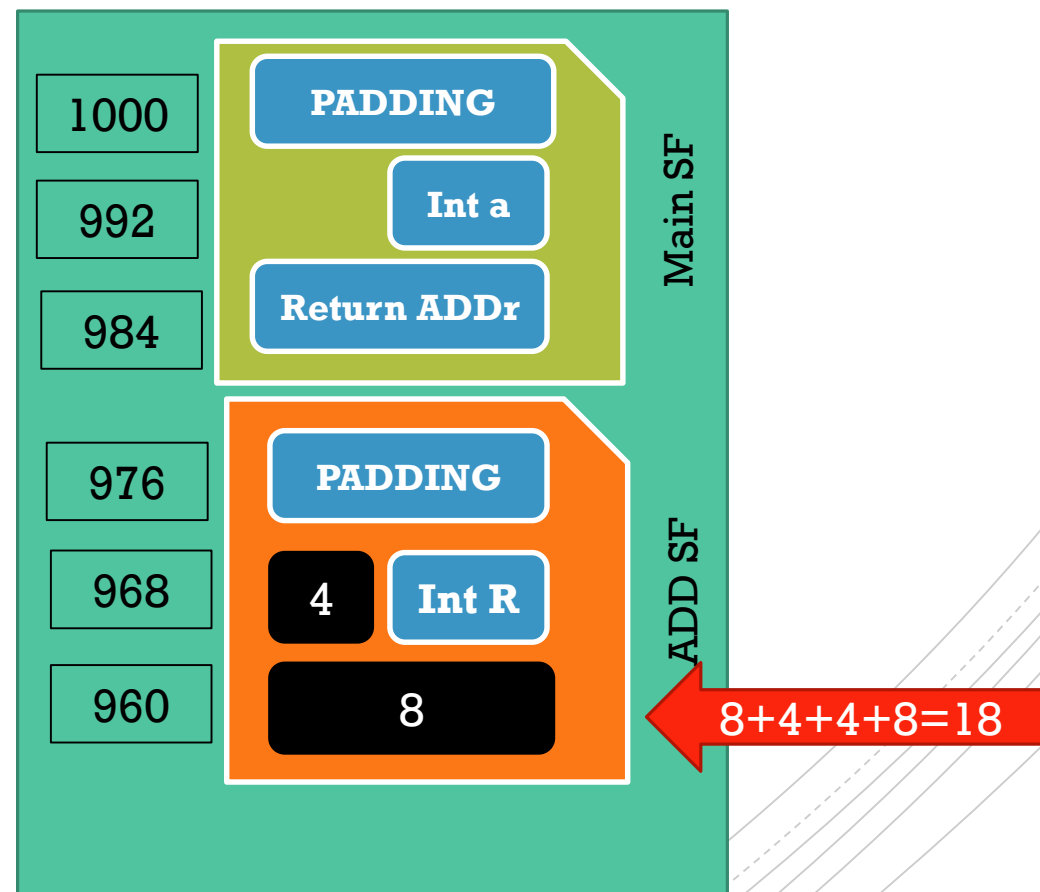 1000
PADDING
992
Int a
984
Return ADDr
Main SF
976
PADDING
968
4
Int R
960
8
ADD SF
8+4+4+8=18